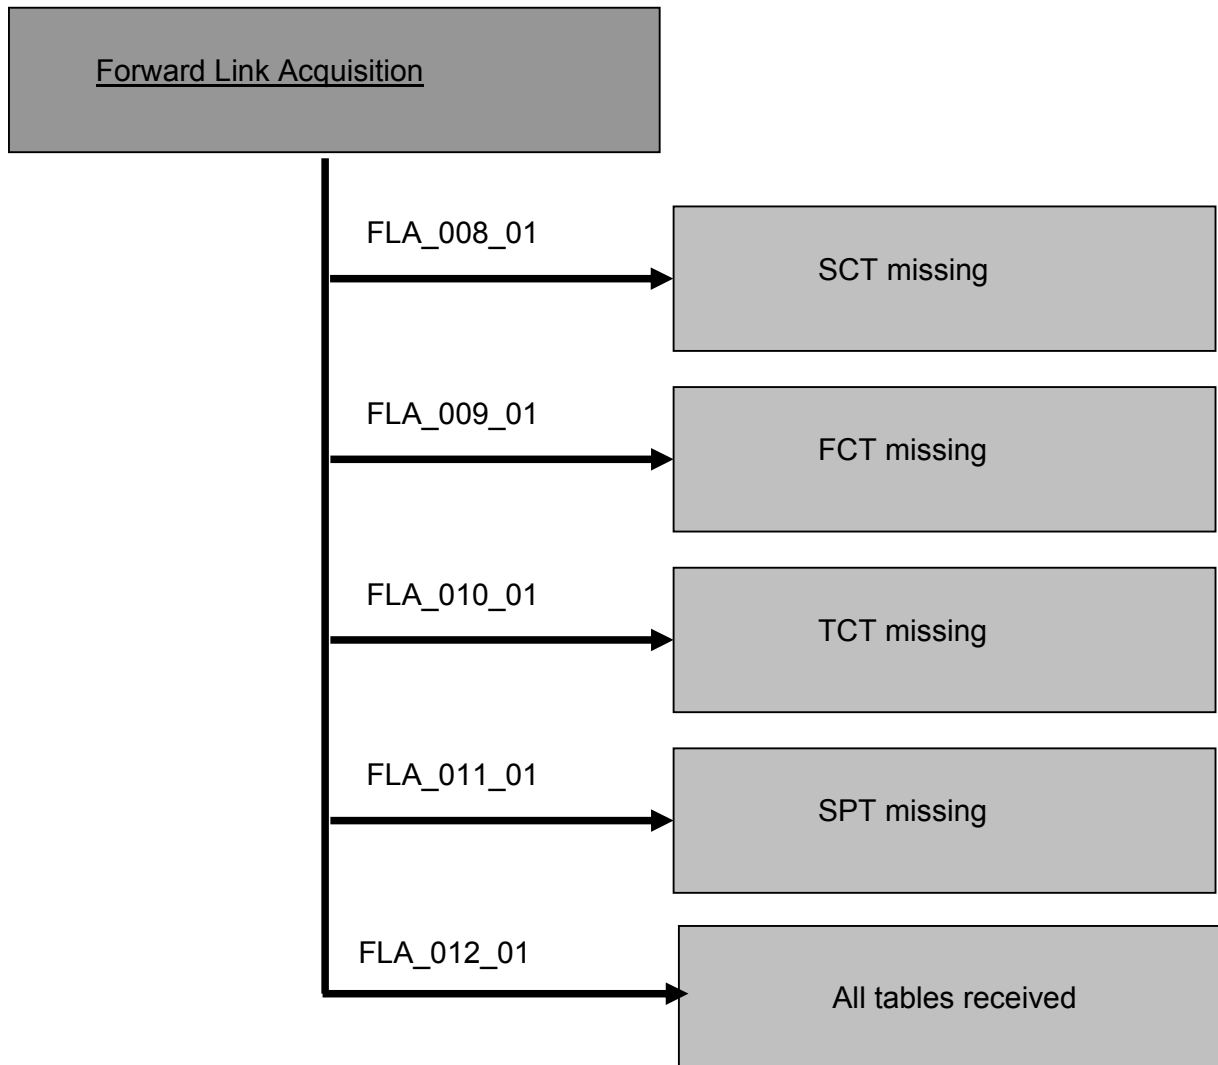 Forward Link Acquisition
FLA_008_01
SCT missing
FLA_009_01
FCT missing
FLA_010_01
TCT missing
FLA_011_01
SPT missing
FLA_012_01
All tables received